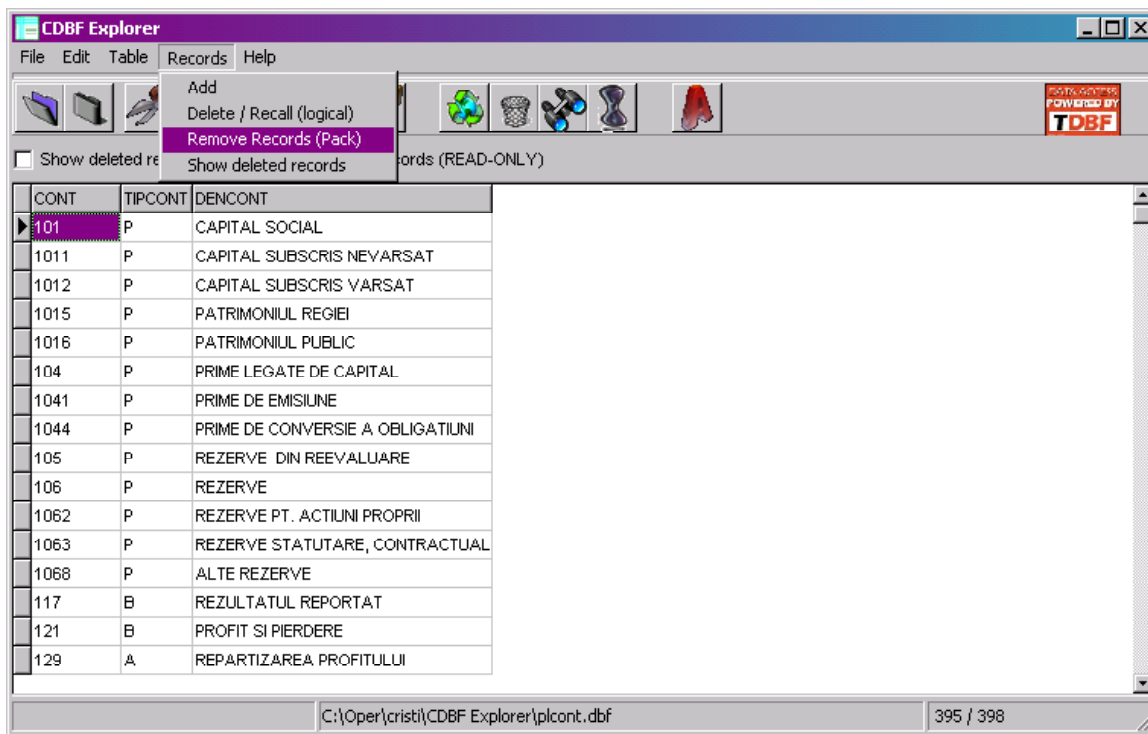 CDBF Explorer
File Edit Table Records Help
Add
Delete / Recall (logical)
Remove Records (Pack)
Show deleted records
DATA ACCESS
POWERED BY
TDBF
Show deleted re
ords (READ-ONLY)
CONT TIPCONT DENCONT
101 P CAPITAL SOCIAL
1011 P CAPITAL SUBSCRIS NEVARSAT
1012 P CAPITAL SUBSCRIS VARSAT
1015 P PATRIMONIUL REGIEI
1016 P PATRIMONIUL PUBLIC
104 P PRIME LEGATE DE CAPITAL
1041 P PRIME DE EMISIUNE
1044 P PRIME DE CONVERSIE A OBLIGATIUNI
105 P REZERVE DIN REEVALUARE
106 P REZERVE
1062 P REZERVE PT. ACTIUNI PROPRII
1063 P REZERVE STATUTARE, CONTRACTUAL
1068 P ALTE REZERVE
117 B REZULTATUL REPORTAT
121 B PROFIT SI PIERDERE
129 A REPARTIZAREA PROFITULUI
C:\Oper\cristi\CDBF Explorer\plcont.dbf 395 / 398